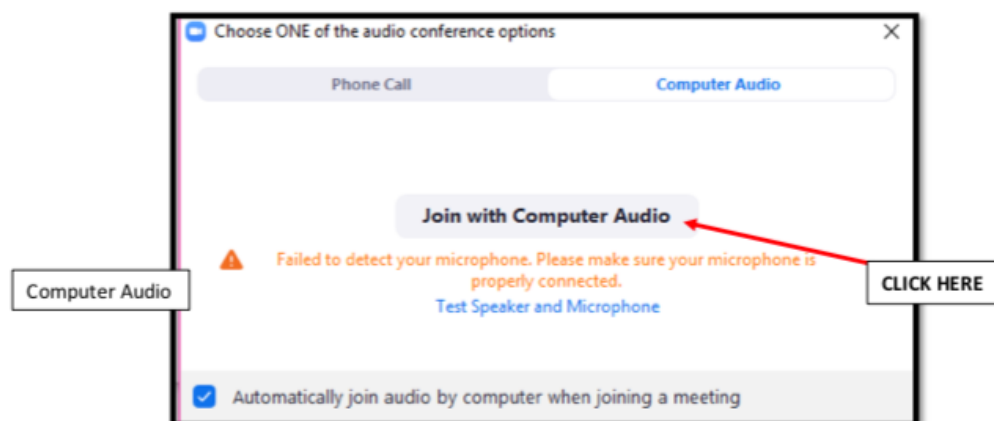 Choose ONE of the audio conference options
Phone Call
Computer Audio
Join with Computer Audio
Failed to detect your microphone. Please make sure your microphone is
properly connected.
Test Speaker and Microphone
Computer Audio
CLICK HERE
Automatically join audio by computer when joining a meeting